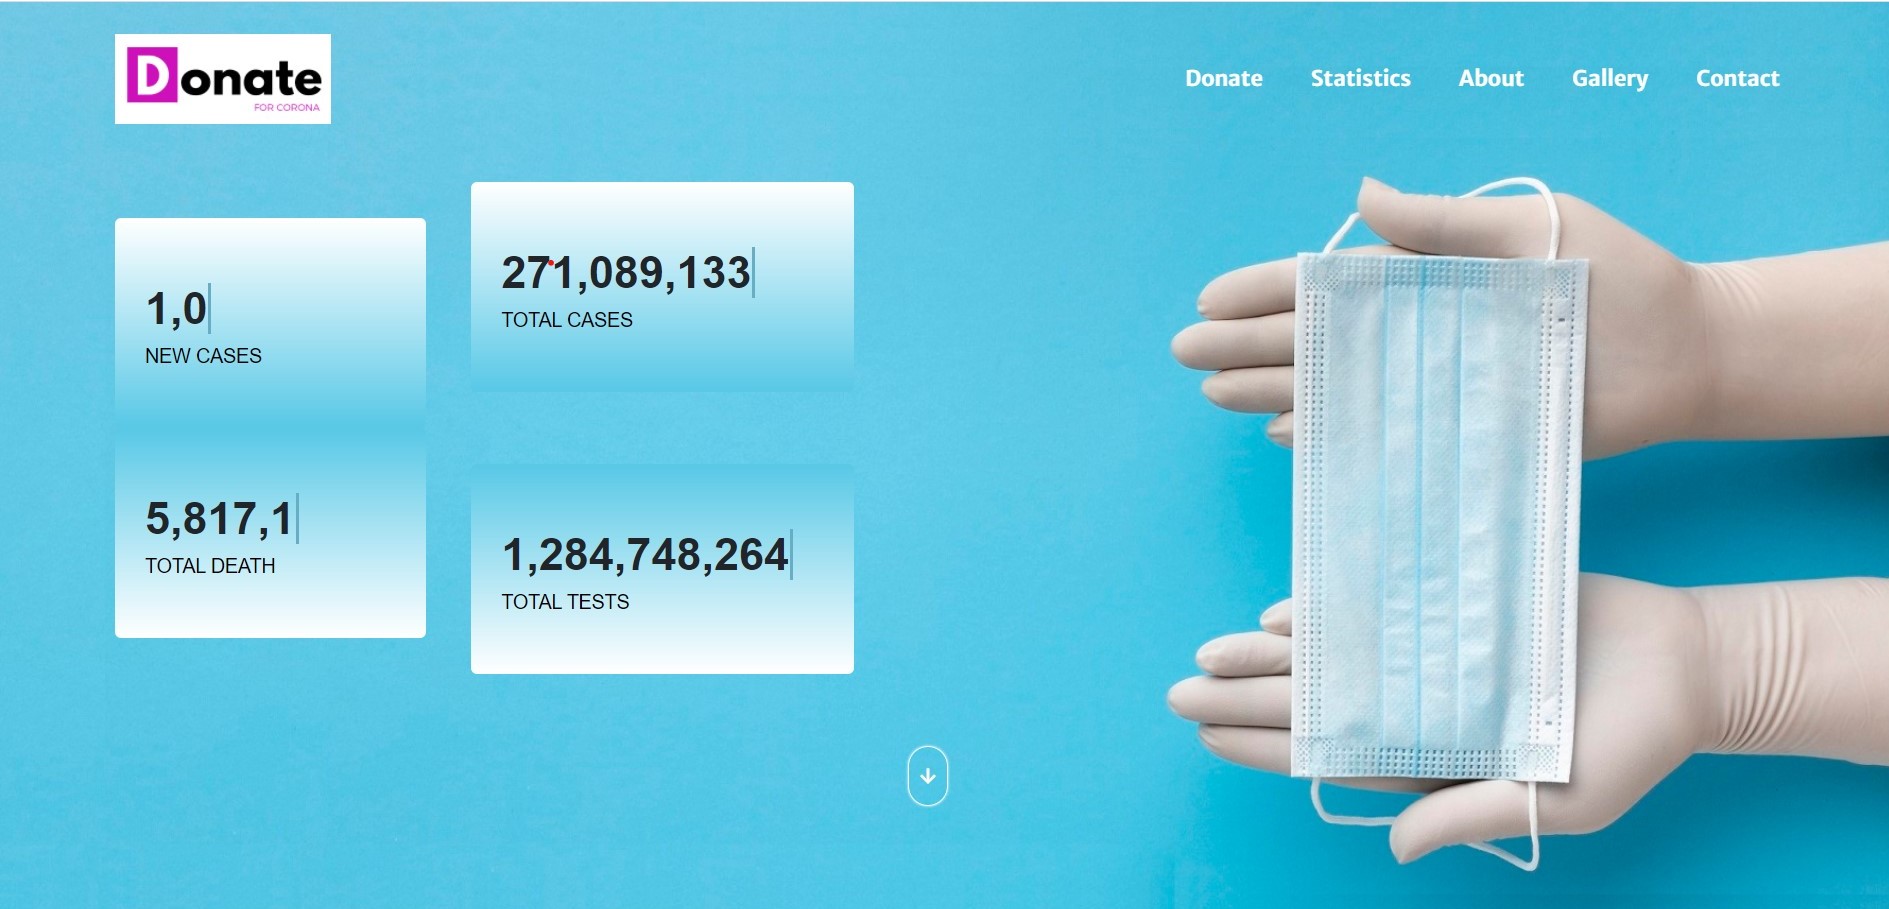 Donate
FOR CORONA
Donate Statistics About Gallery Contact
1,0
NEW CASES
271,089,133
TOTAL CASES
5,817,1
TOTAL DEATH
1,284,748,264
TOTAL TESTS